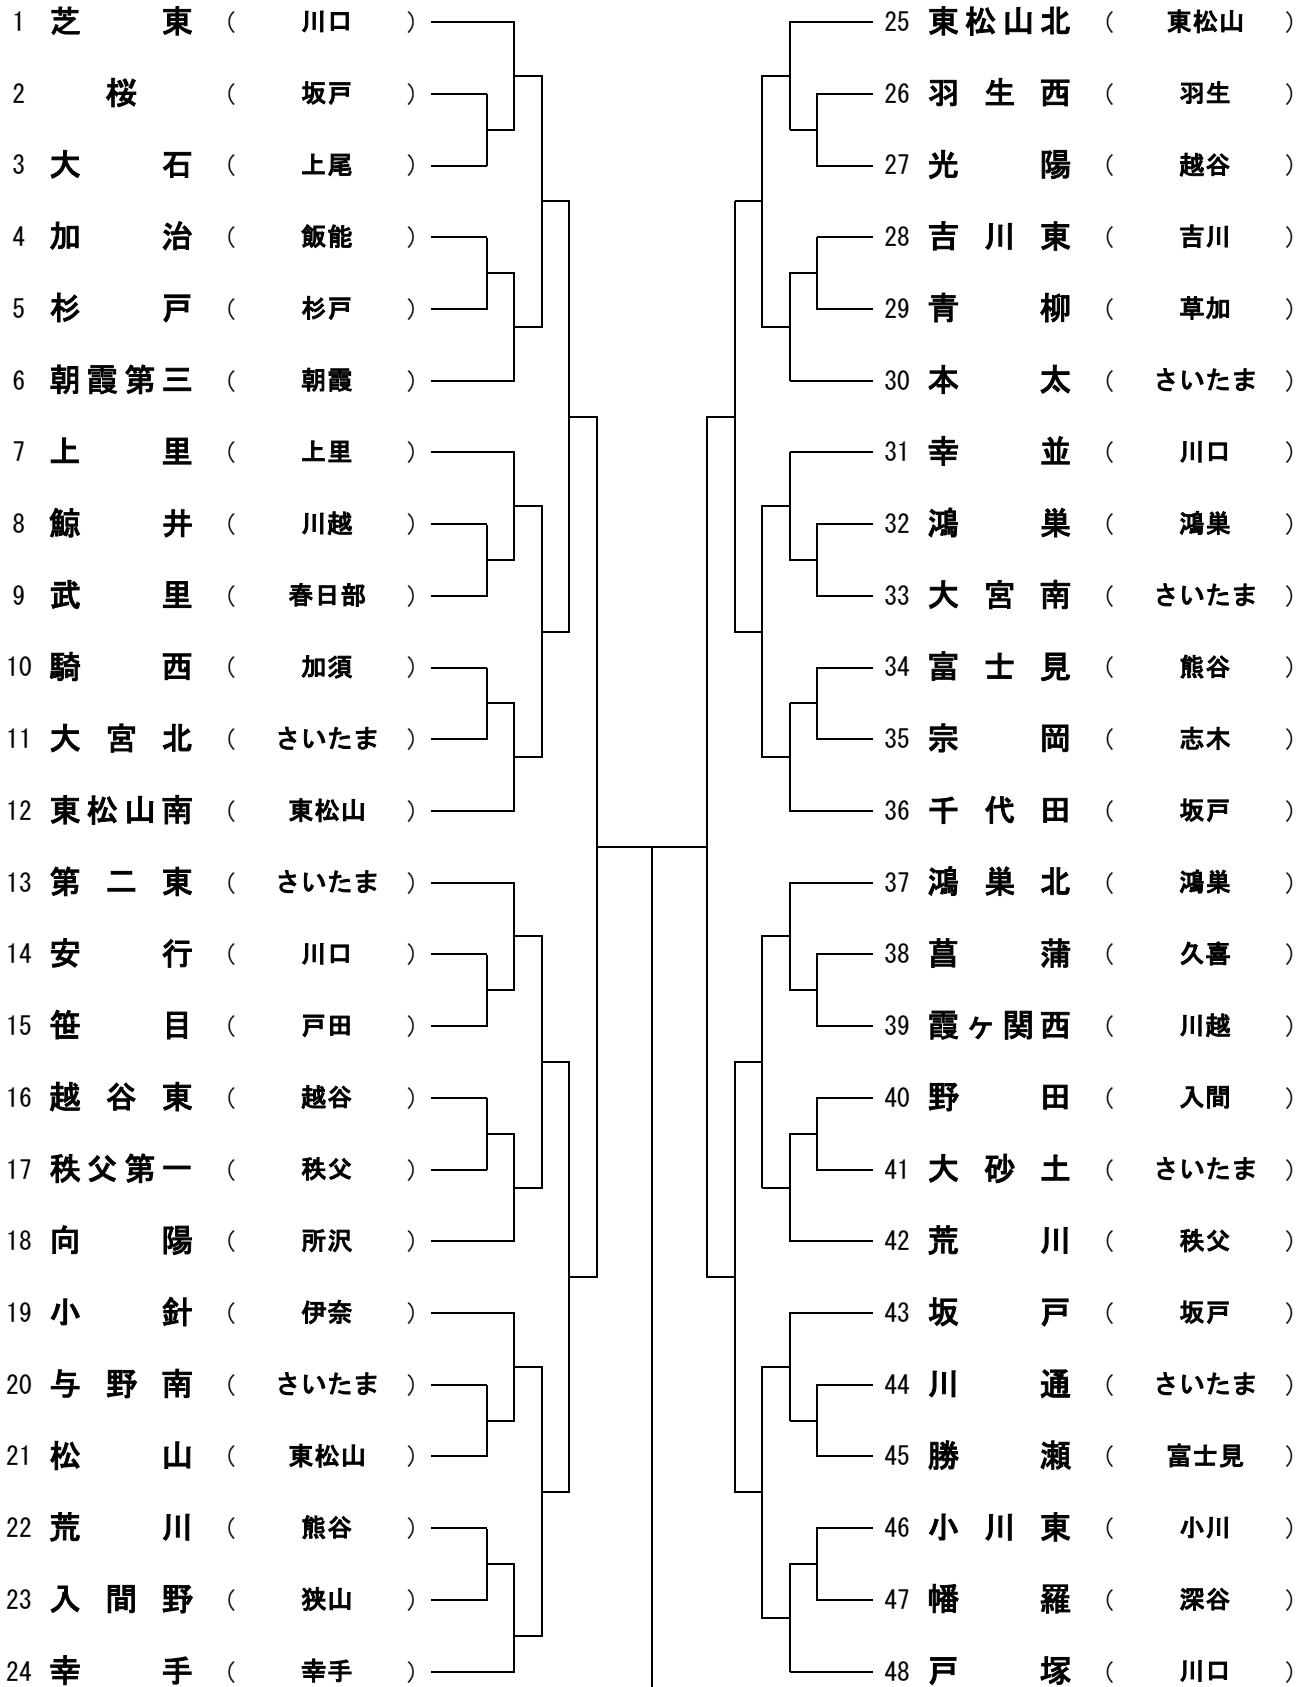 1 芝東 ( 川口 )
2 桜 ( 坂戸 )
3 大石 ( 上尾 )
4 加治 ( 飯能 )
5 杉戸 ( 杉戸 )
6 朝霞第三 ( 朝霞 )
7 上里 ( 上里 )
8 鯨井 ( 川越 )
9 武里 ( 春日部 )
10 騎西 ( 加須 )
11 大宮北 ( さいたま )
12 東松山南 ( 東松山 )
13 第二東 ( さいたま )
14 安行 ( 川口 )
15 笹目 ( 戸田 )
16 越谷東 ( 越谷 )
17 秩父第一 ( 秩父 )
18 向陽 ( 所沢 )
19 小針 ( 伊奈 )
20 与野南 ( さいたま )
21 松山 ( 東松山 )
22 荒川 ( 熊谷 )
23 入間野 ( 狭山 )
24 幸手 ( 幸手 )
25 東松山北 ( 東松山 )
26 羽生西 ( 羽生 )
27 光陽 ( 越谷 )
28 吉川東 ( 吉川 )
29 青柳 ( 草加 )
30 本太 ( さいたま )
31 幸並 ( 川口 )
32 鴻巣 ( 鴻巣 )
33 大宮南 ( さいたま )
34 富士見 ( 熊谷 )
35 宗岡 ( 志木 )
36 千代田 ( 坂戸 )
37 鴻巣北 ( 鴻巣 )
38 菖蒲 ( 久喜 )
39 霞ヶ関西 ( 川越 )
40 野田 ( 入間 )
41 大砂土 ( さいたま )
42 荒川 ( 秩父 )
43 坂戸 ( 坂戸 )
44 川通 ( さいたま )
45 勝瀬 ( 富士見 )
46 小川東 ( 小川 )
47 幡羅 ( 深谷 )
48 戸塚 ( 川口 )